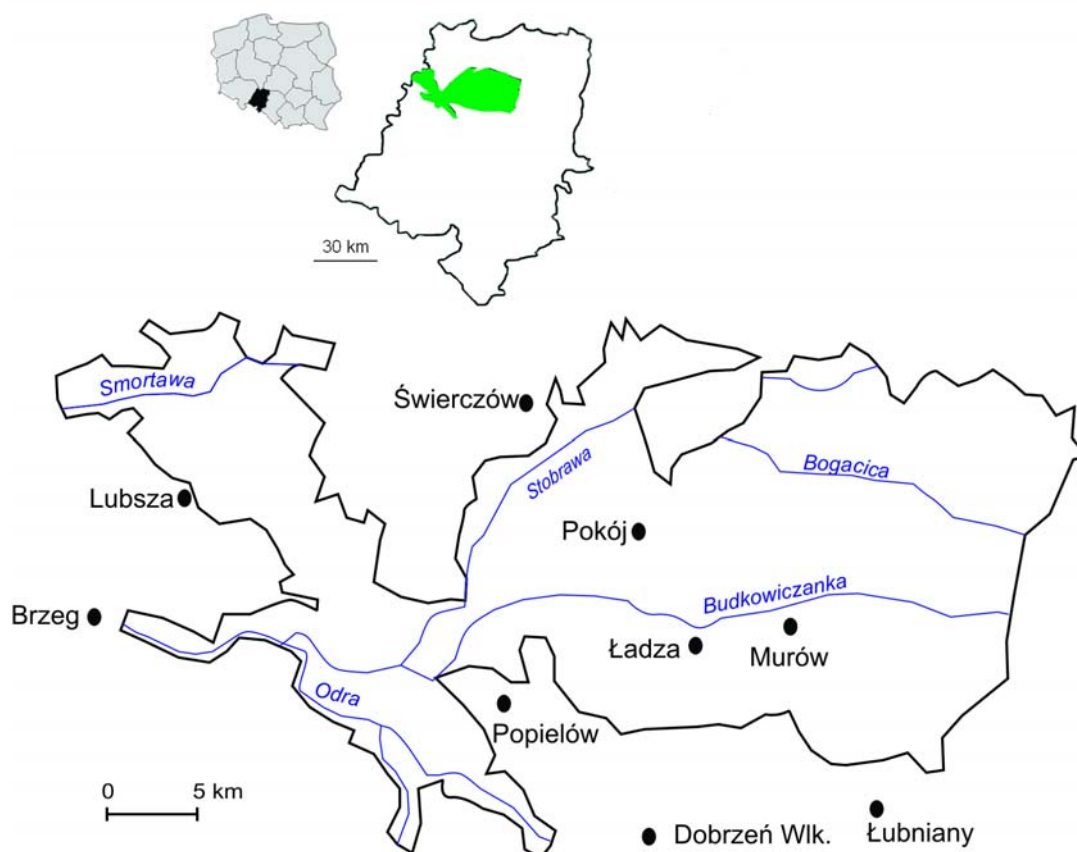 30 km
Smortawa
Świerczów
Stobrawa
Bogacica
Lubsza
Pokój
Budkowiczanka
Brzeg
Ładza
Murów
Odra
Popielów
0 5 km
Dobrzeń Wlk.
Łubniany